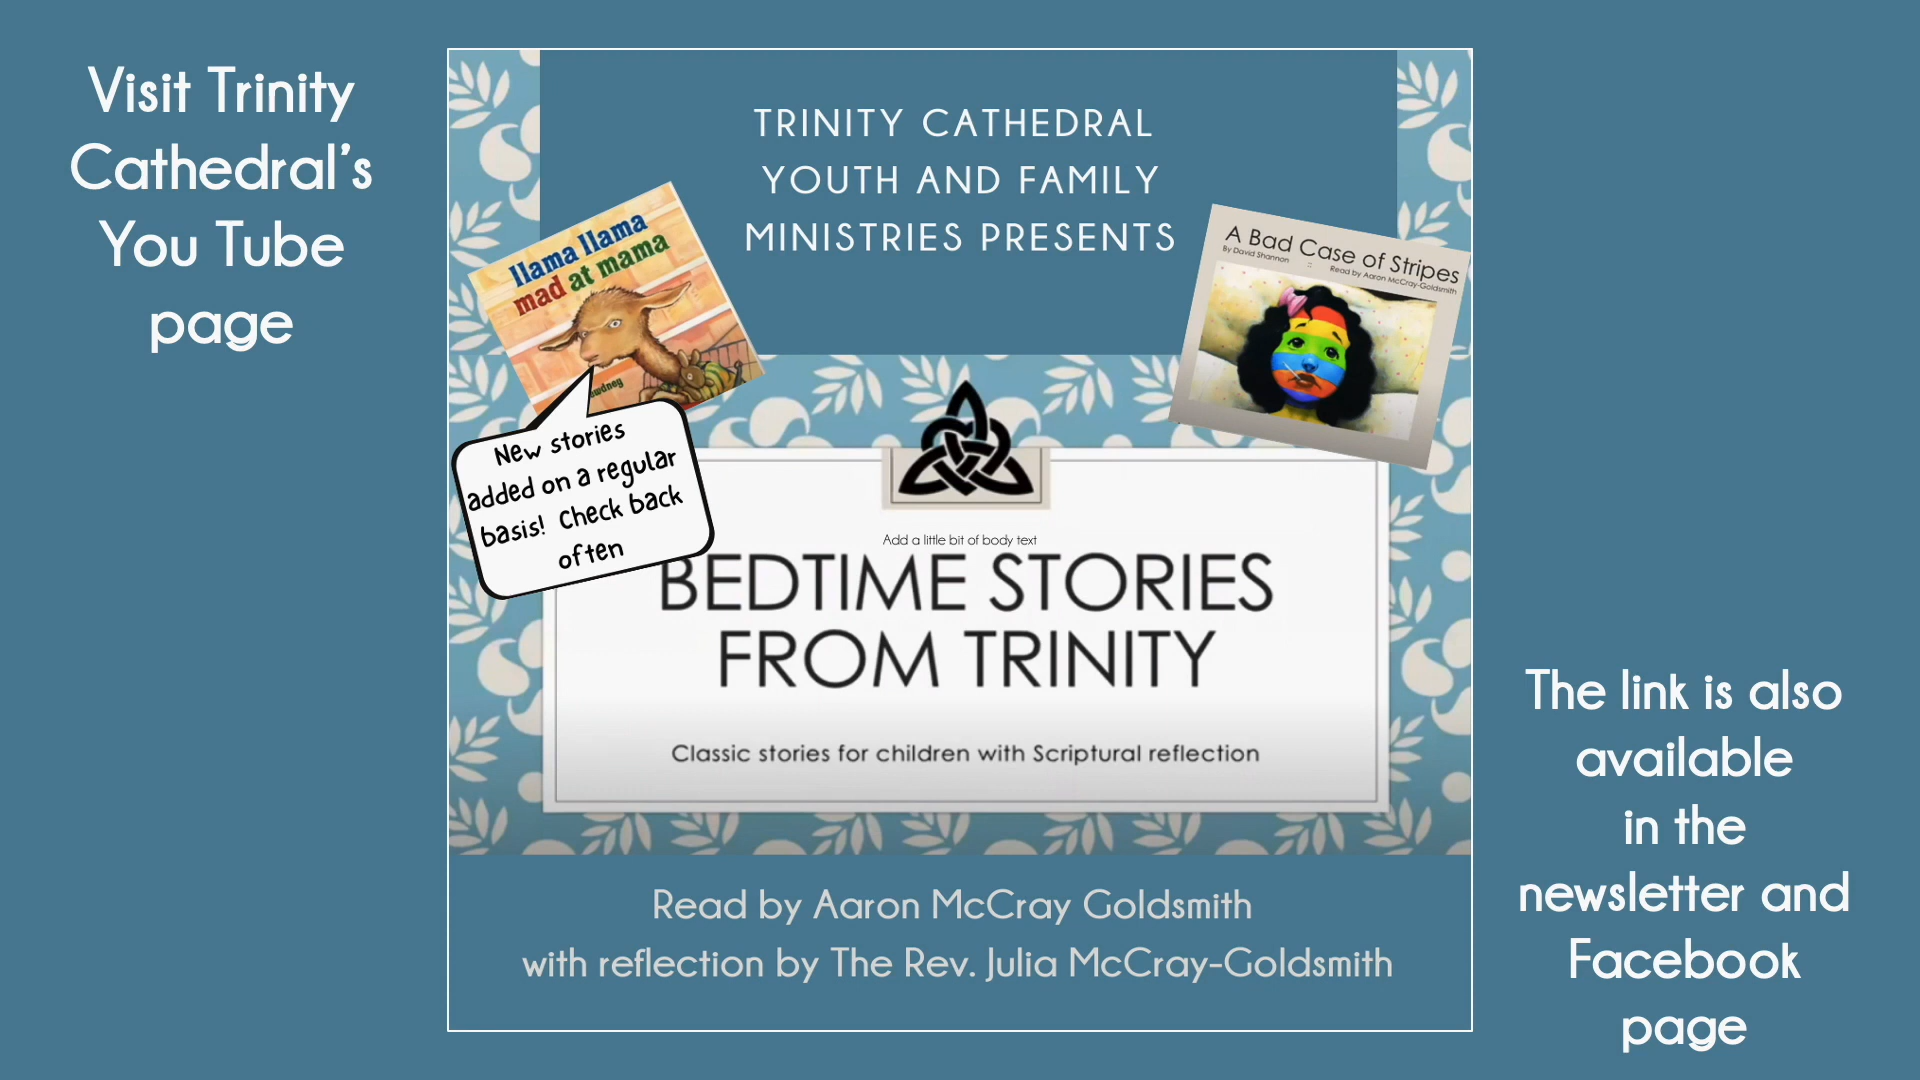 Visit Trinity
Cathedral's
You Tube
page
TRINITY CATHEDRAL
YOUTH AND FAMILY
MINISTRIES PRESENTS
llama llama
mad at mama
A Bad Case of Stripes
By David Shannon :: Read by Aaron McCray-Goldsmith
New stories
added on a regular
basis! Check back
often
Add a little bit of body text
BEDTIME STORIES
FROM TRINITY
Classic stories for children with Scriptural reflection
Read by Aaron McCray Goldsmith
with reflection by The Rev. Julia McCray-Goldsmith
The link is also
available
in the
newsletter and
Facebook
page